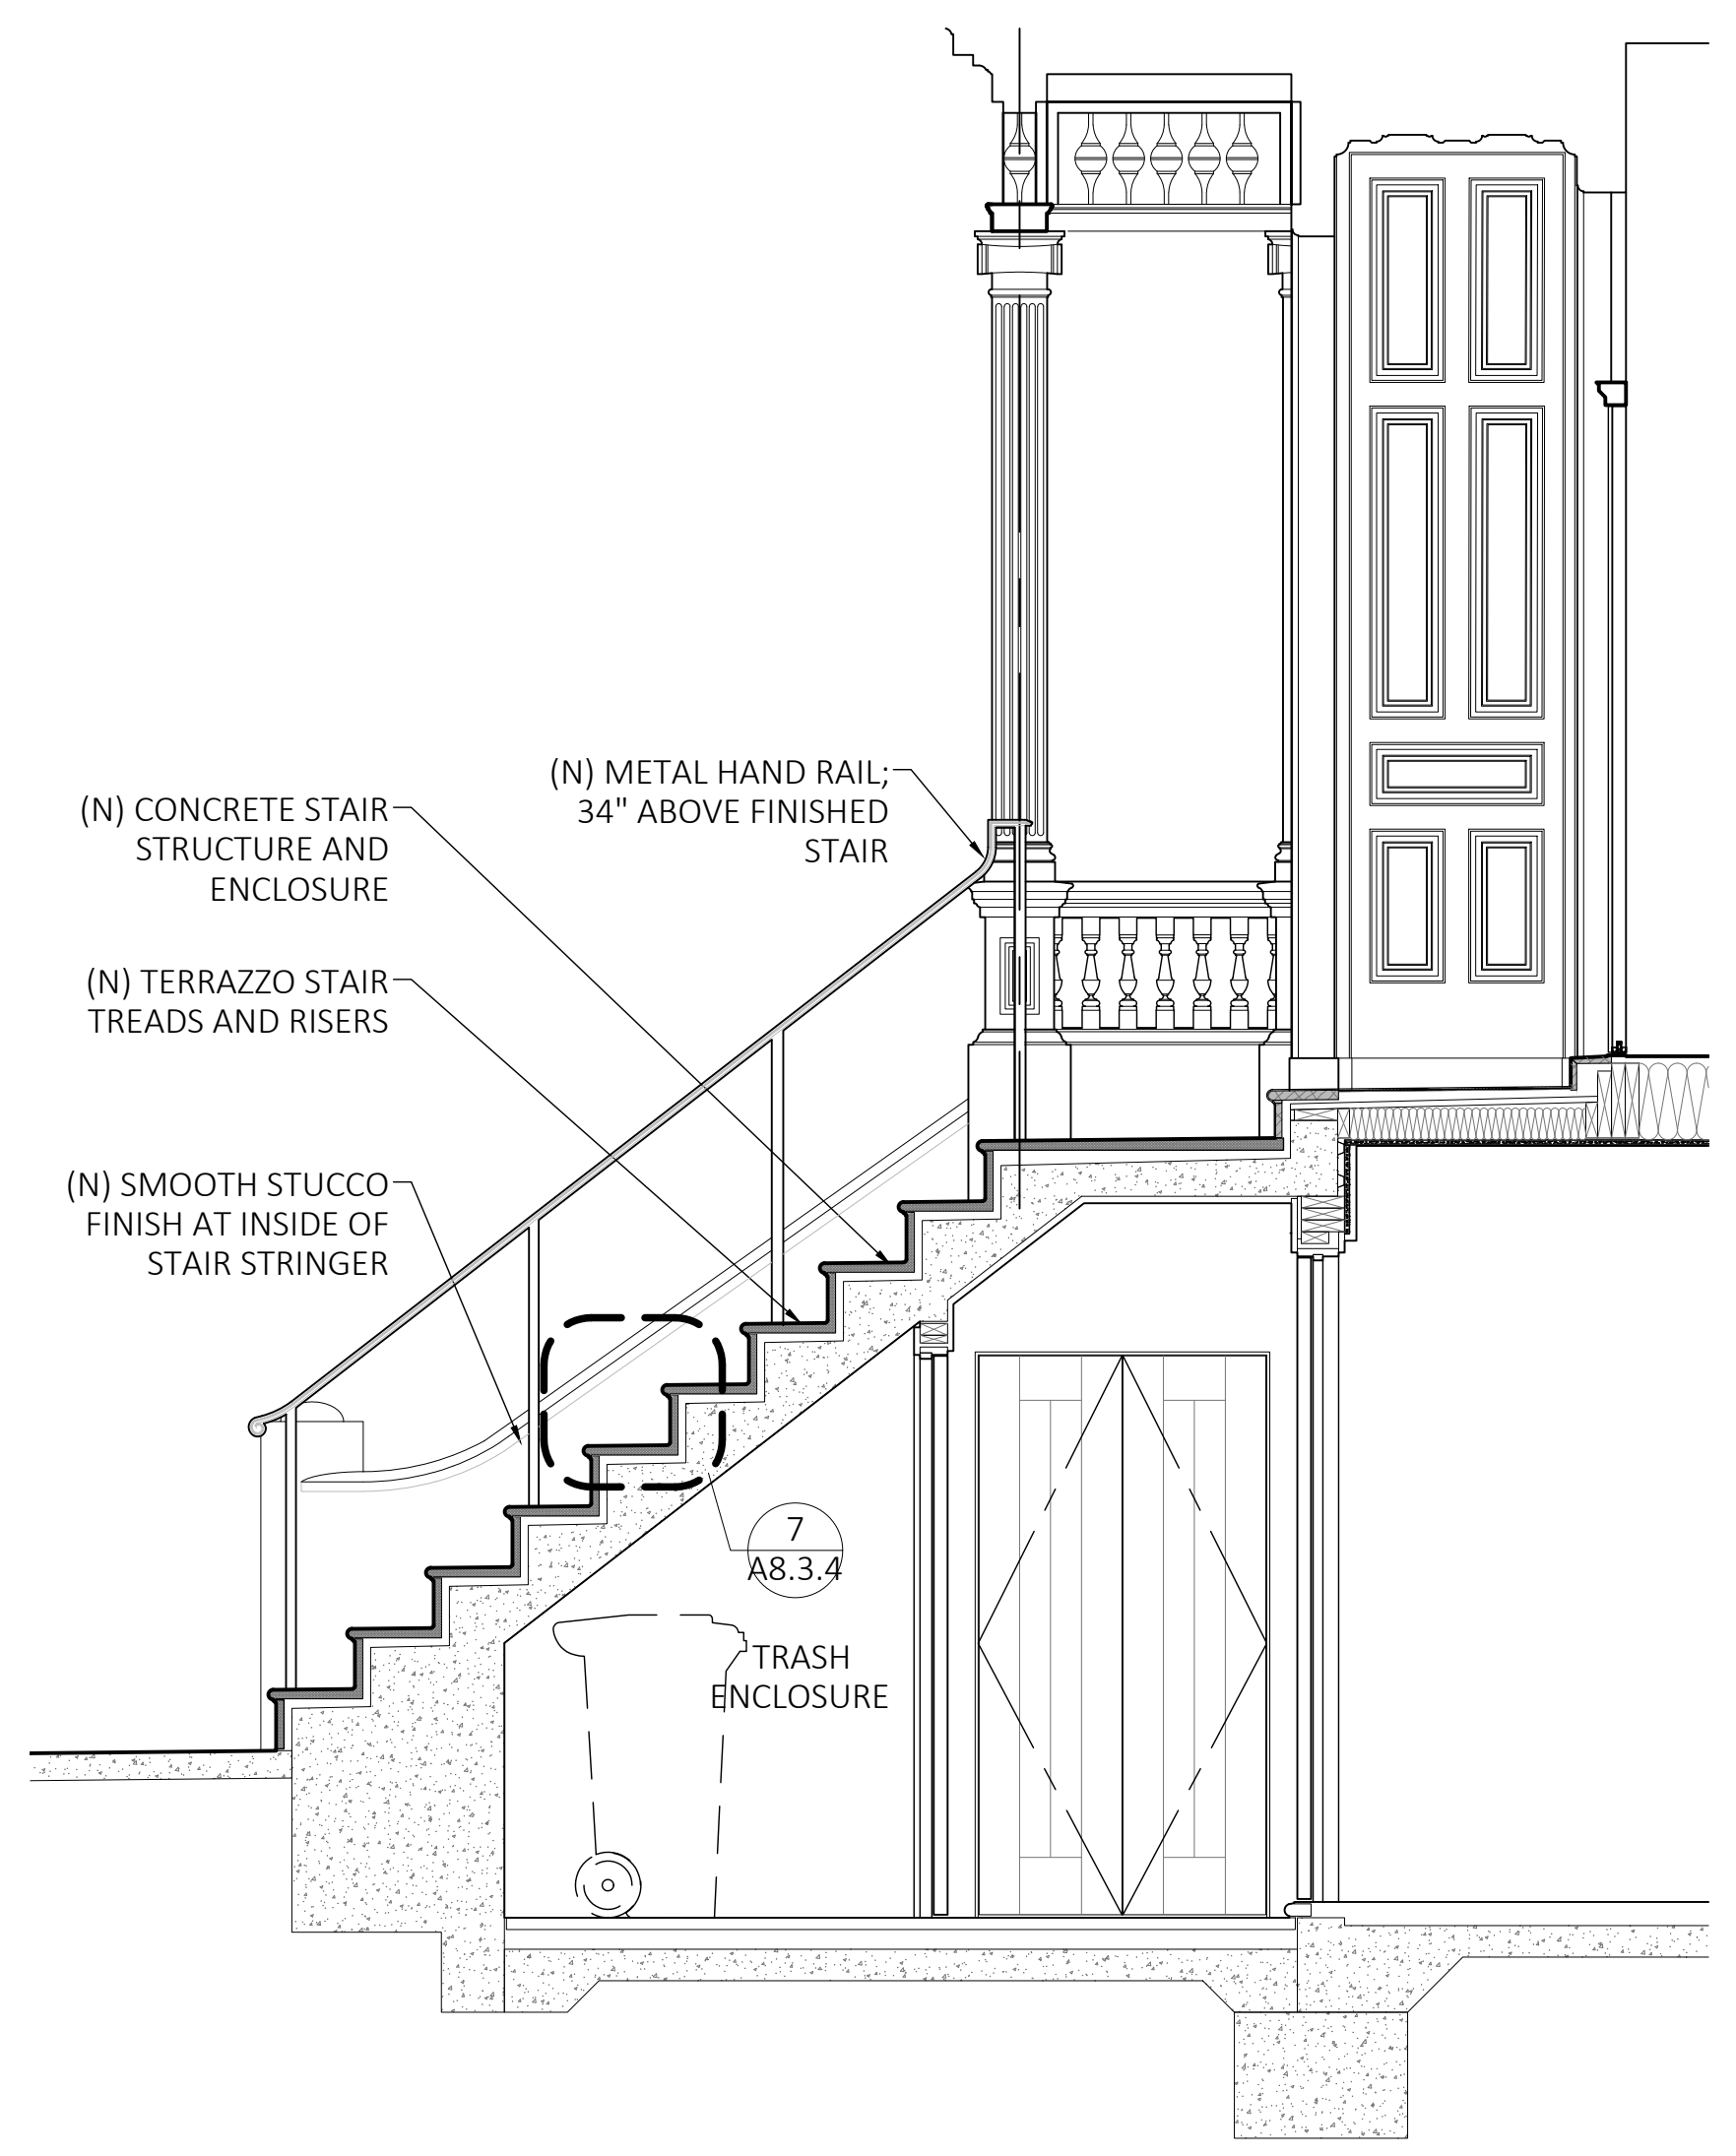 (N) METAL HAND RAIL;
34" ABOVE FINISHED
STAIR
(N) CONCRETE STAIR
STRUCTURE AND
ENCLOSURE
(N) TERRAZZO STAIR
TREADS AND RISERS
(N) SMOOTH STUCCO
FINISH AT INSIDE OF
STAIR STRINGER
7
A8.3.4
TRASH
ENCLOSURE